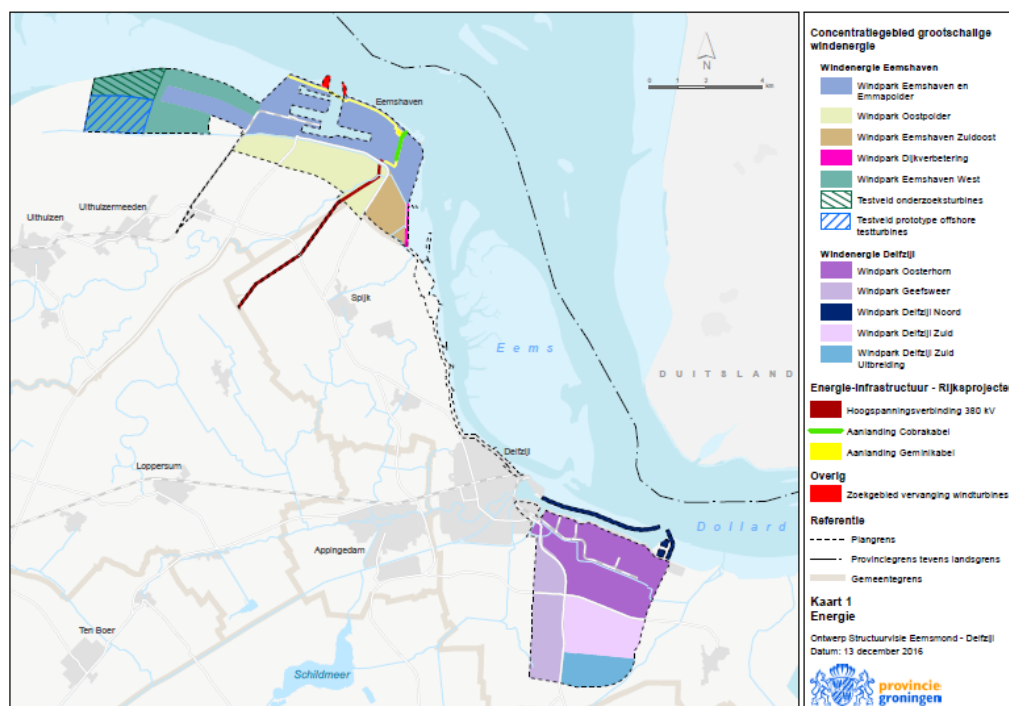 Eemshaven
N
0 1 2 4
km
Uithuizermeeden
Uithuizen
Spijk
Eems
DUITSLAND
Delfzijl
Loppersum
Dollard
Appingedam
Ten Boer
Schildmeer
Concentratiegebied grootschalige
windenergie
Windenergie Eemshaven
Windpark Eemshaven en
Emmapolder
Windpark Oostpolder
Windpark Eemshaven Zuidoost
Windpark Dijkverbetering
Windpark Eemshaven West
Testveld onderzoeksturbines
Testveld prototype offshore
testturbines
Windenergie Delfzijl
Windpark Oosterhorn
Windpark Geefsweer
Windpark Delfzijl Noord
Windpark Delfzijl Zuid
Windpark Delfzijl Zuid
Uitbreiding
Energie-infrastructuur - Rijksprojecten
Hoogspanningsverbinding 380 kV
Aanlanding Cobrakabel
Aanlanding Geminikabel
Overig
Zoekgebied vervanging windturbines
Referentie
Plangrens
Provinciegrens tevens landsgrens
Gemeentegrens
Kaart 1
Energie
Ontwerp Structuurvisie Eemsmond - Delfzijl
Datum: 13 december 2016
provincie
groningen